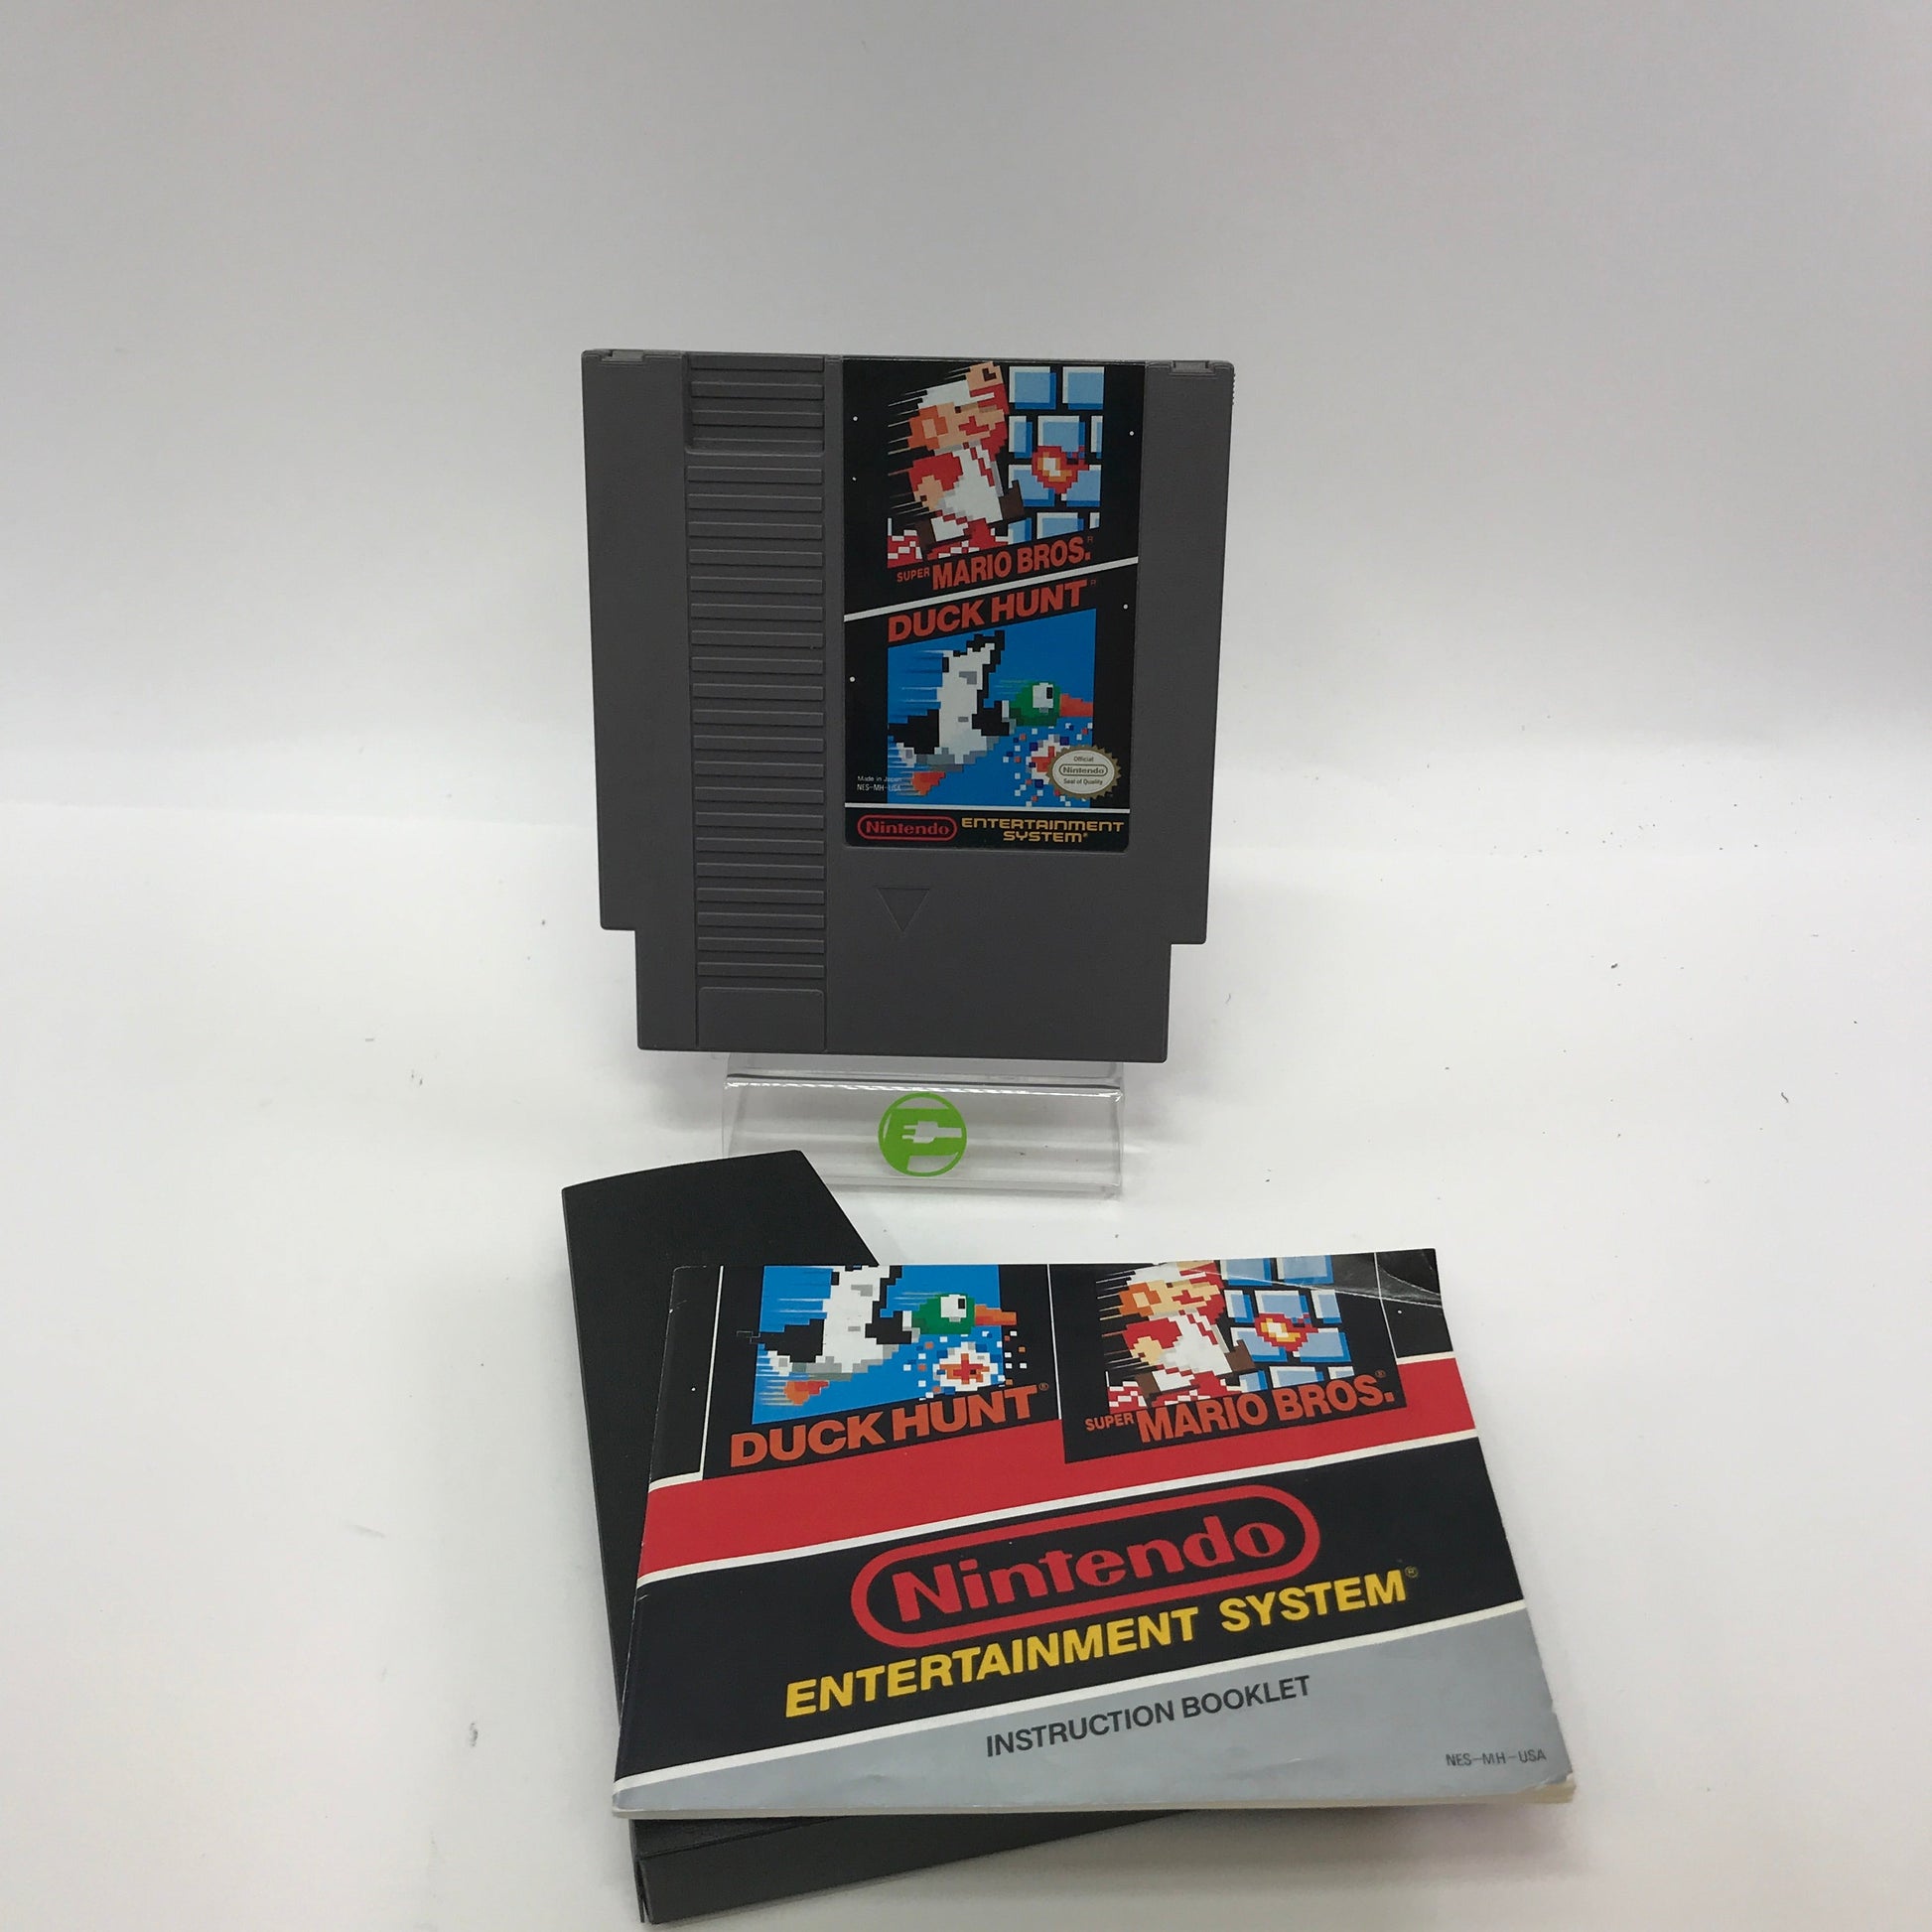 SUPER MARIO BROS.®
DUCK HUNT®
Official
Nintendo
Seal of Quality
Made in Japan
NES-MH-USA
Nintendo ENTERTAINMENT
SYSTEM®
DUCK HUNT®
SUPER MARIO BROS.®
Nintendo
ENTERTAINMENT SYSTEM®
INSTRUCTION BOOKLET
NES-MH-USA